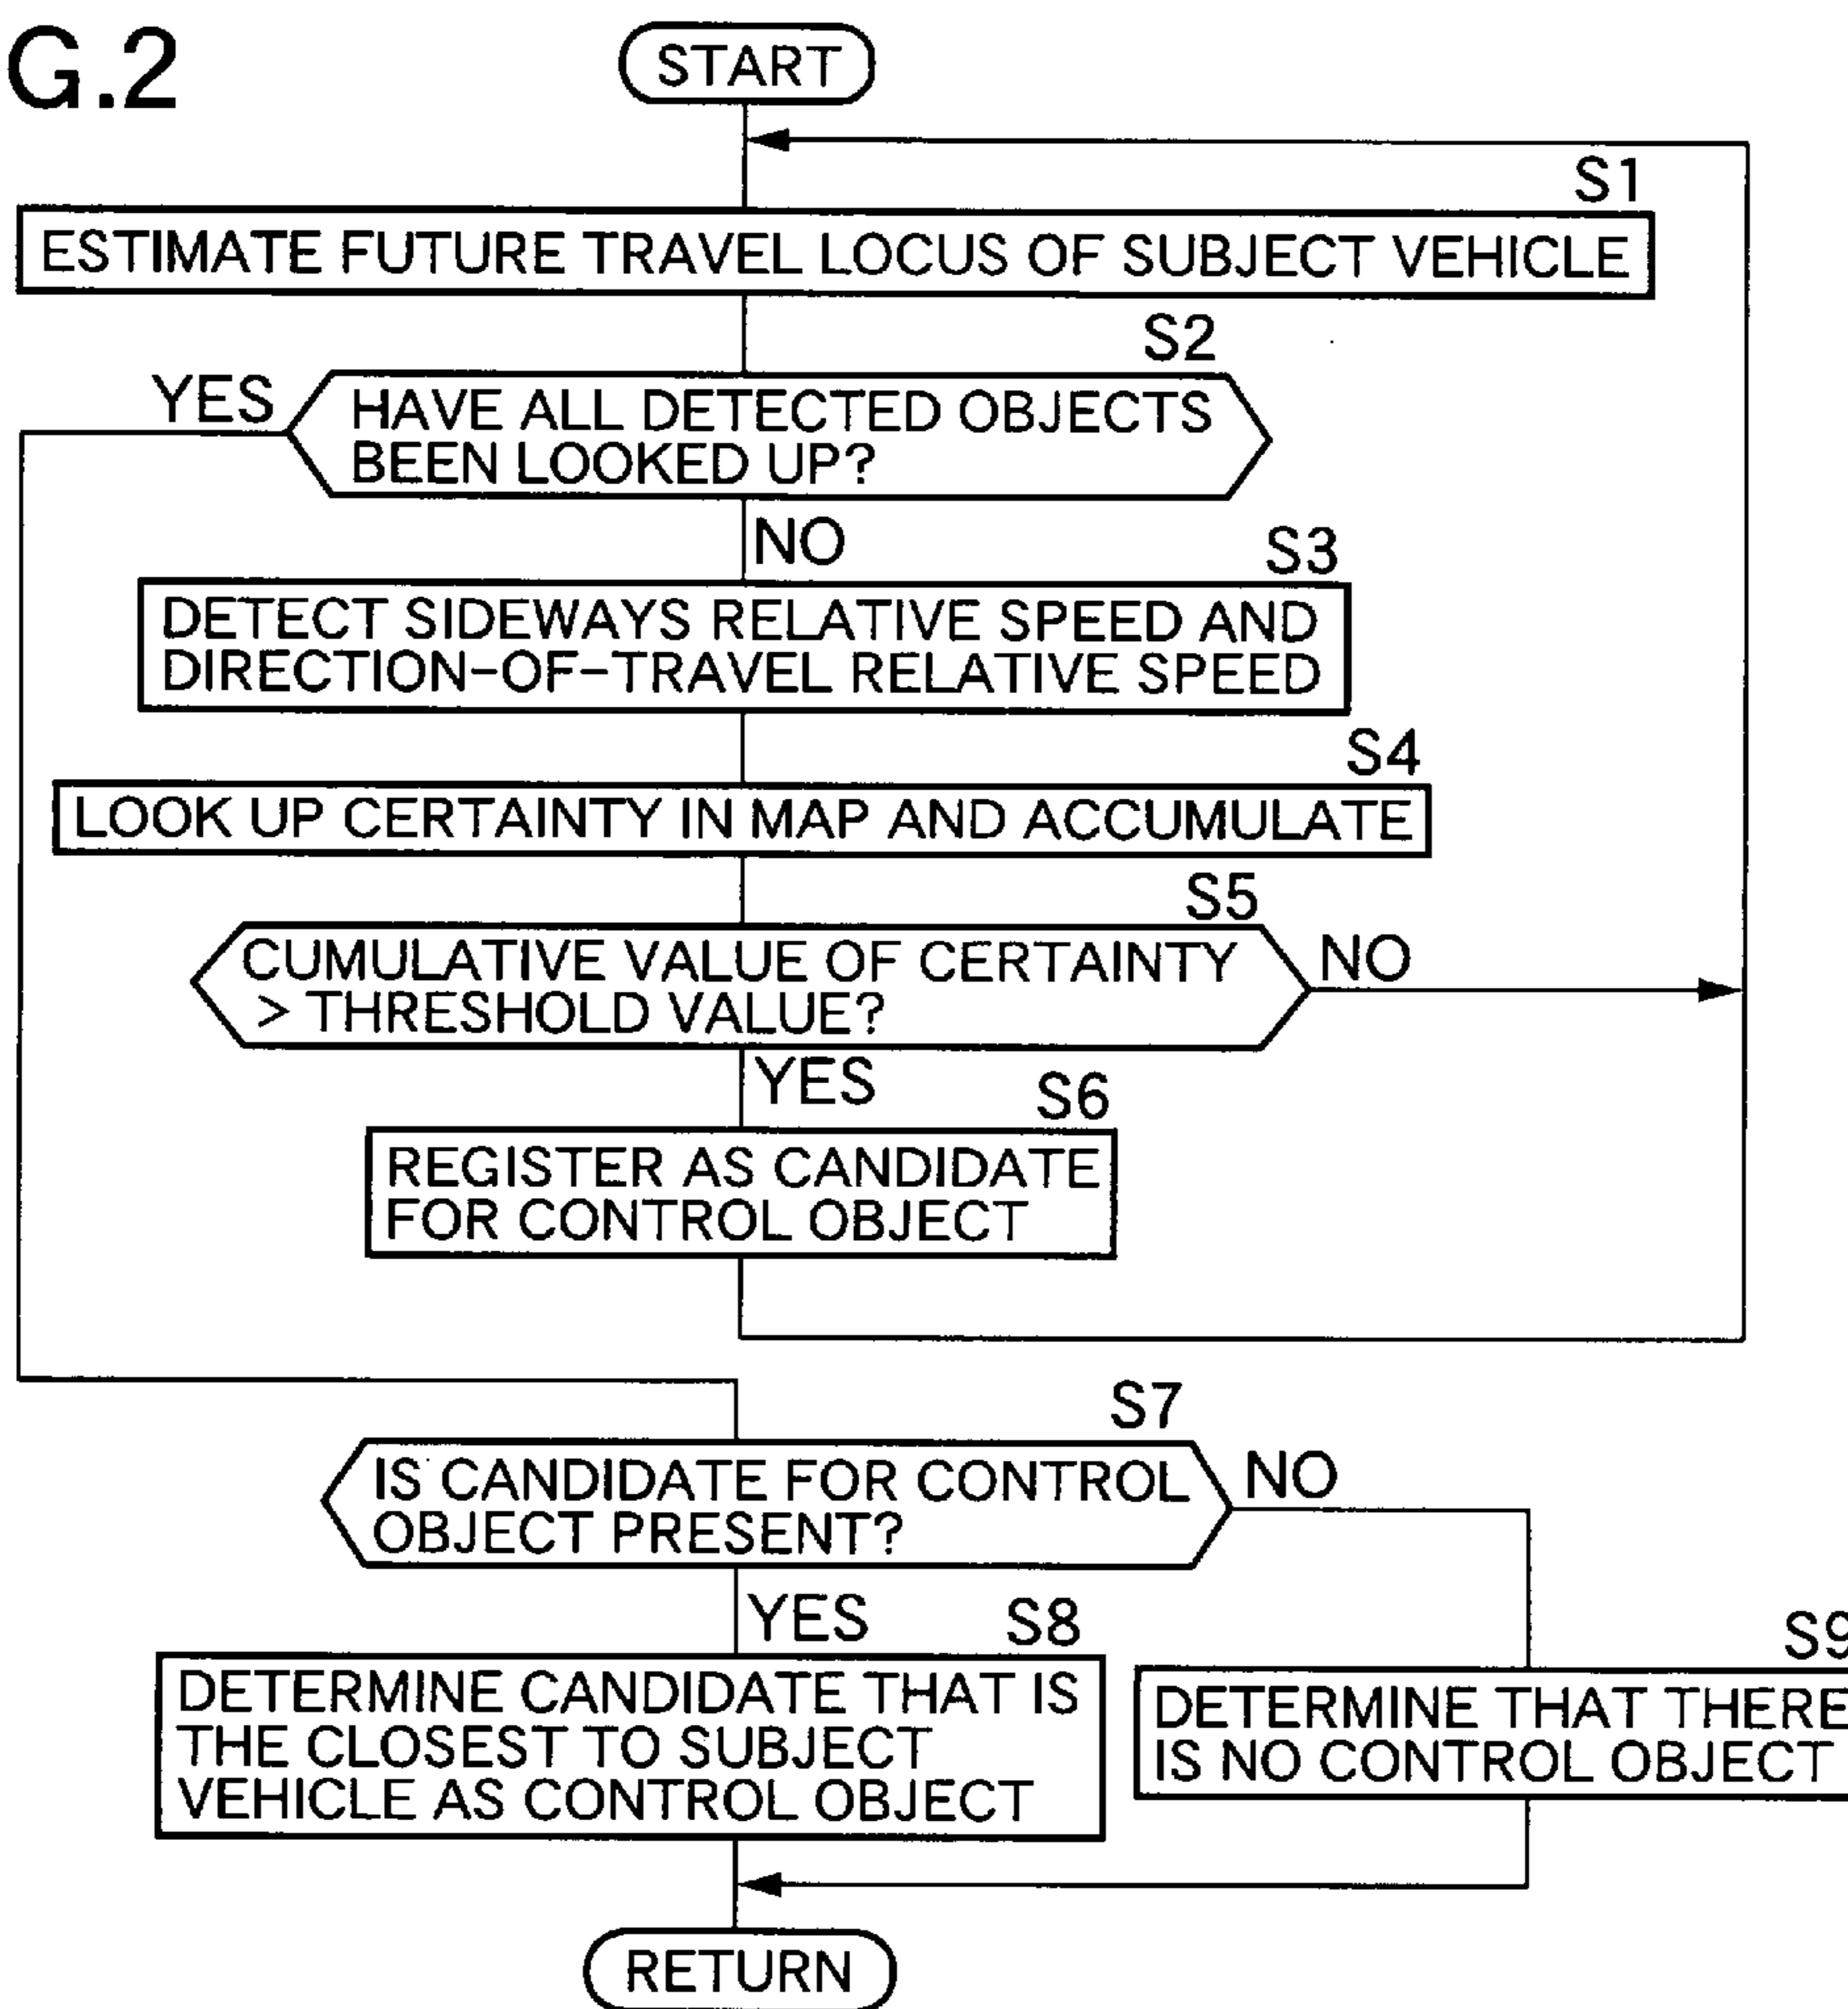 G.2
START
S1
ESTIMATE FUTURE TRAVEL LOCUS OF SUBJECT VEHICLE
S2
YES
HAVE ALL DETECTED OBJECTS
BEEN LOOKED UP?
NO
S3
DETECT SIDEWAYS RELATIVE SPEED AND
DIRECTION-OF-TRAVEL RELATIVE SPEED
S4
LOOK UP CERTAINTY IN MAP AND ACCUMULATE
S5
CUMULATIVE VALUE OF CERTAINTY
> THRESHOLD VALUE?
NO
YES
S6
REGISTER AS CANDIDATE
FOR CONTROL OBJECT
S7
IS CANDIDATE FOR CONTROL
OBJECT PRESENT?
NO
YES
S8
DETERMINE CANDIDATE THAT IS
THE CLOSEST TO SUBJECT
VEHICLE AS CONTROL OBJECT
S9
DETERMINE THAT THERE
IS NO CONTROL OBJECT
RETURN